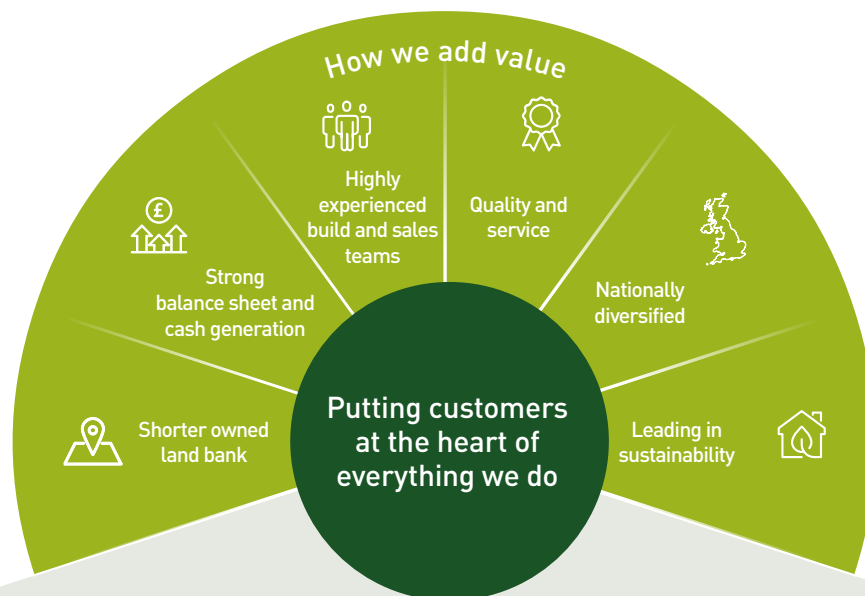 How we add value
Shorter owned
land bank
£
Strong
balance sheet and
cash generation
Highly
experienced
build and sales
teams
Quality and
service
Nationally
diversified
Leading in
sustainability
Putting customers
at the heart of
everything we do